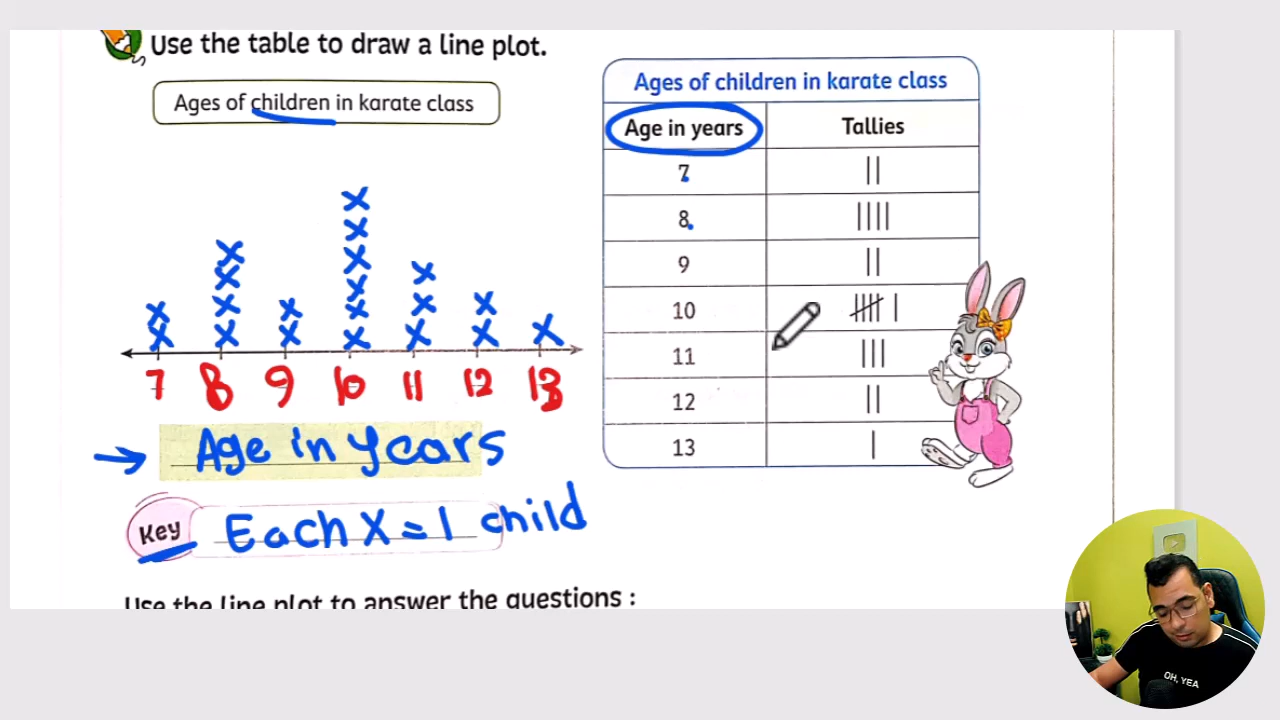 Use the table to draw a line plot.
Ages of children in karate class
7 8 9 10 11 12 13
Age in years
Key Each X = 1 child
Use the line plot to answer the questions :
Ages of children in karate class
Age in years Tallies
7 ||
8 ||||
9 ||
10 |||| |
11 |||
12 ||
13 |
OH, YEA